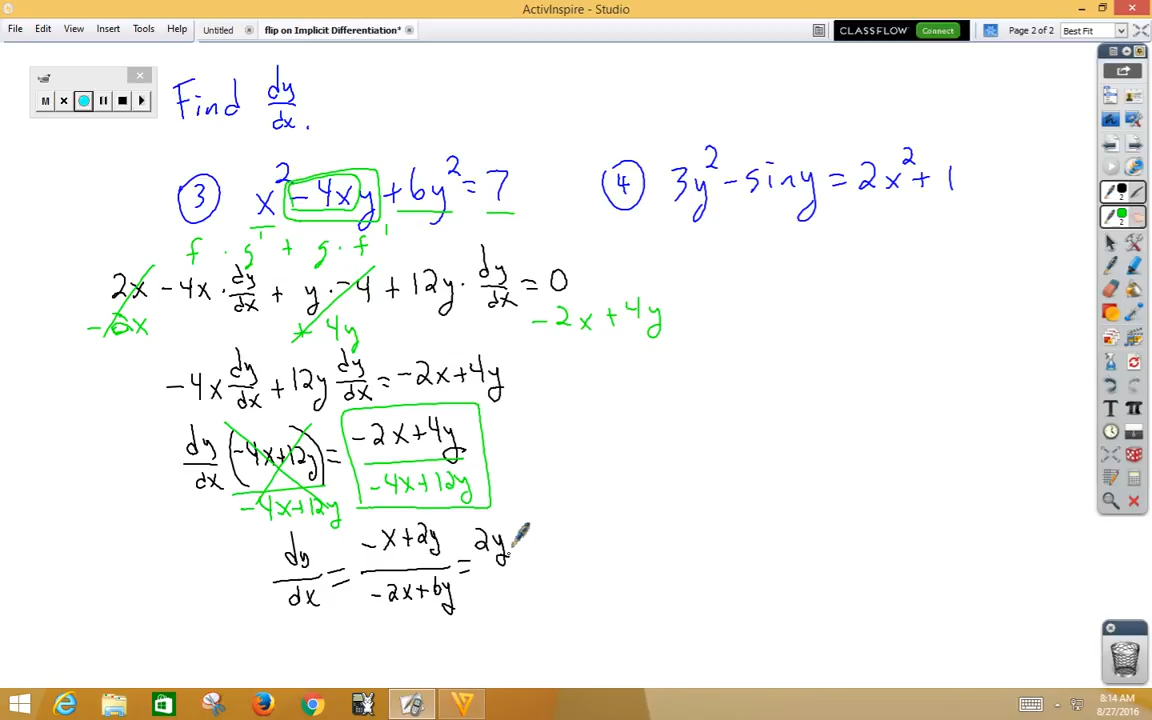 ActivInspire - Studio
File Edit View Insert Tools Help Untitled flip on Implicit Differentiation* CLASSFLOW Connect Page 2 of 2 Best Fit
M
Find dy/dx.
③ x² - 4xy + 6y² = 7
④ 3y² - sin y = 2x² + 1
f · g' + g · f'
2x - 4x · dy/dx + y · -4 + 12y · dy/dx = 0
-2x + 4y -2x + 4y
-4x dy/dx + 12y dy/dx = -2x + 4y
dy/dx (-4x + 12y) = -2x + 4y
-4x + 12y -4x + 12y
dy/dx = -x + 2y / -2x + 6y = 2y
2
2
T π
8:14 AM
8/27/2016